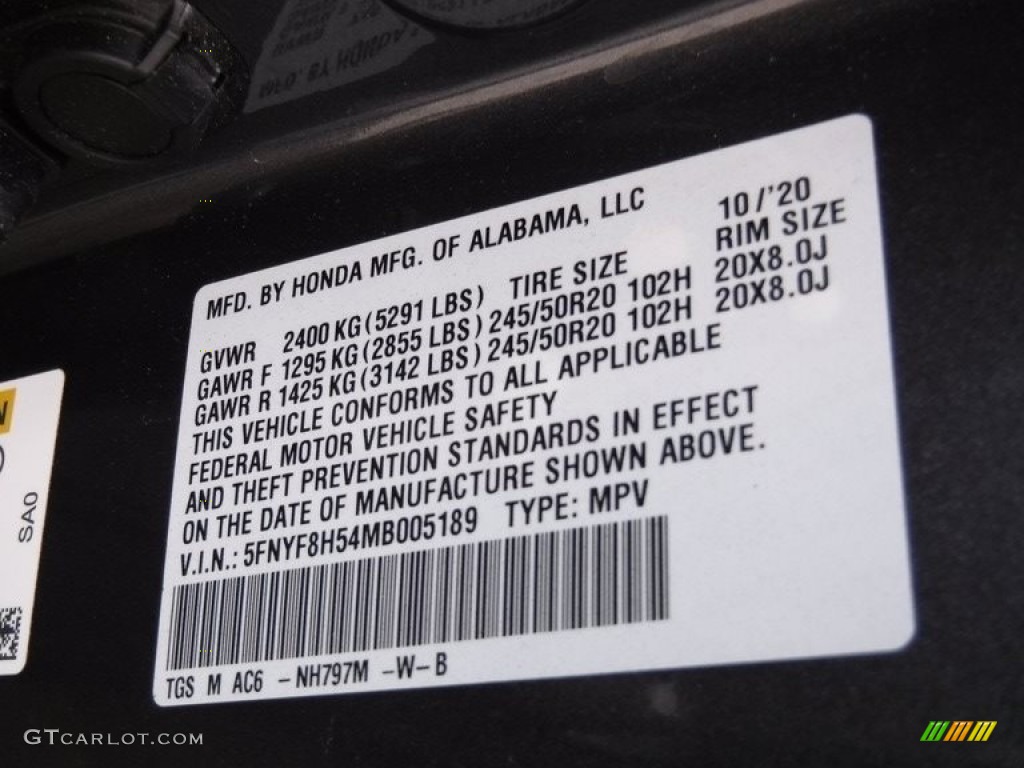 MFD. BY HONDA MFG. OF ALABAMA, LLC 10/'20
GVWR 2400 KG (5291 LBS) TIRE SIZE RIM SIZE
GAWR F 1295 KG (2855 LBS) 245/50R20 102H 20X8.0J
GAWR R 1425 KG (3142 LBS) 245/50R20 102H 20X8.0J
THIS VEHICLE CONFORMS TO ALL APPLICABLE
FEDERAL MOTOR VEHICLE SAFETY
AND THEFT PREVENTION STANDARDS IN EFFECT
ON THE DATE OF MANUFACTURE SHOWN ABOVE.
V.I.N.: 5FNYF8H54MB005189 TYPE: MPV
TGS M AC6 -NH797M -W-B
SA0
GTCARLOT.COM